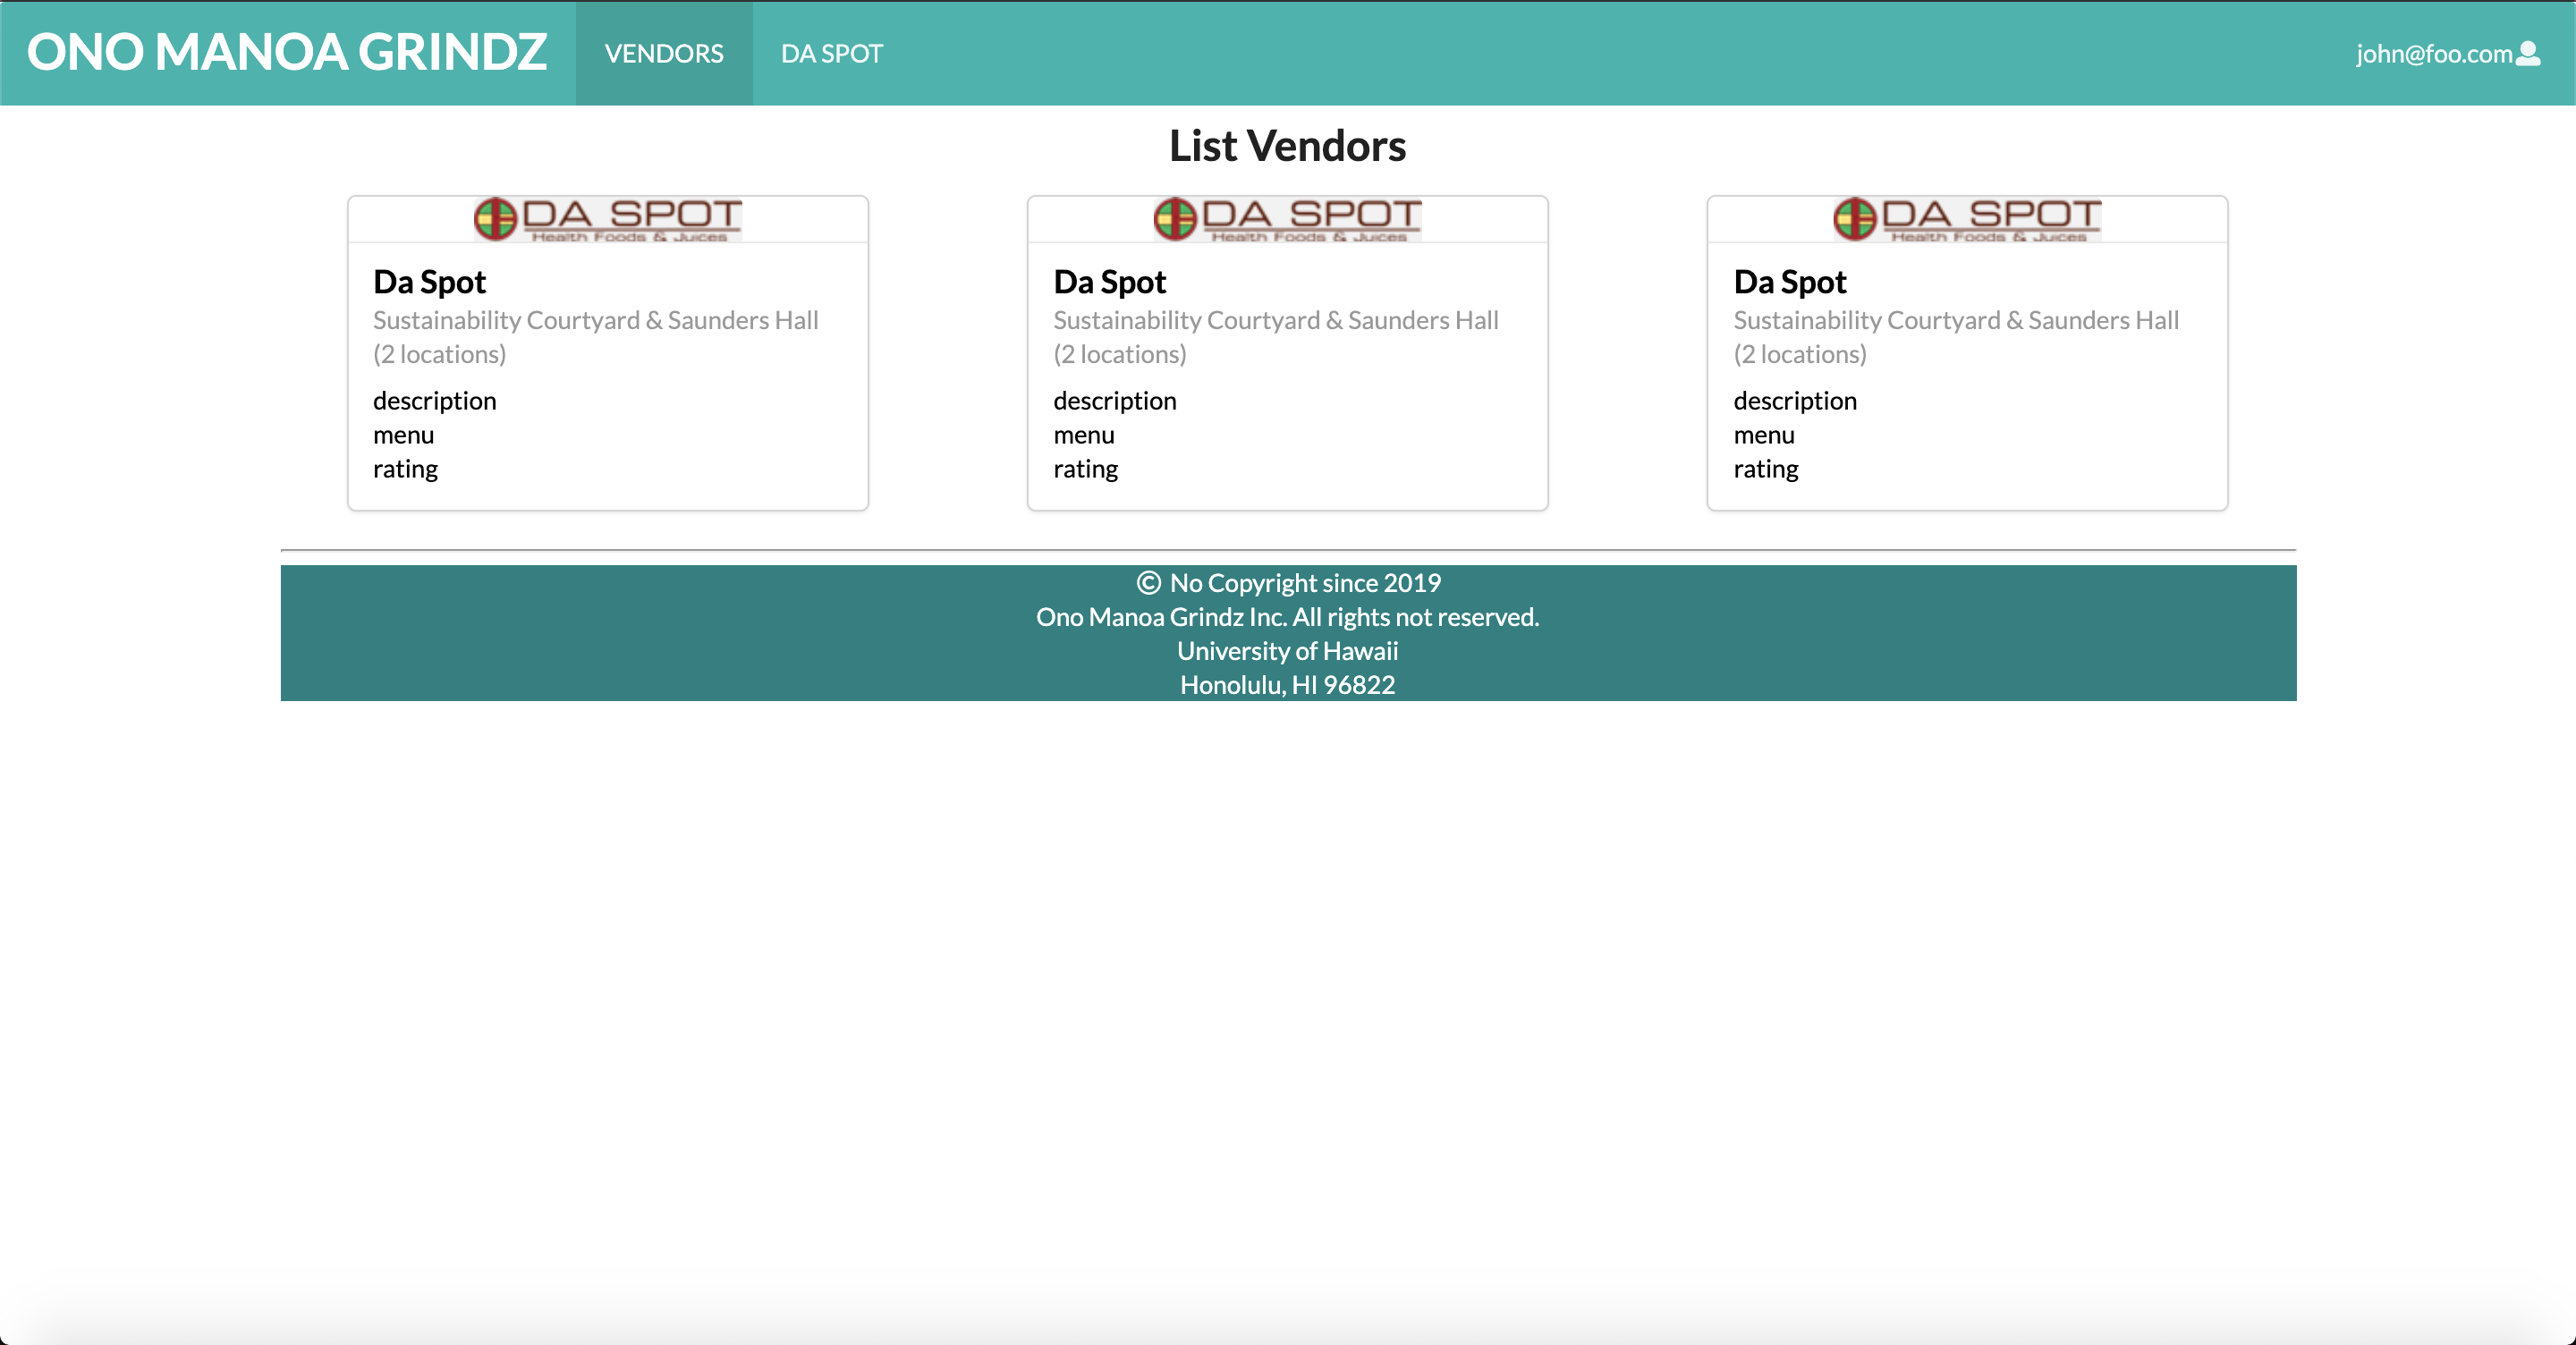 ONO MANOA GRINDZ VENDORS DA SPOT john@foo.com
List Vendors
DA SPOT DA SPOT DA SPOT
Health Foods & Juices Health Foods & Juices Health Foods & Juices
Da Spot
Sustainability Courtyard & Saunders Hall
(2 locations)
description
menu
rating
Da Spot
Sustainability Courtyard & Saunders Hall
(2 locations)
description
menu
rating
Da Spot
Sustainability Courtyard & Saunders Hall
(2 locations)
description
menu
rating
© No Copyright since 2019
Ono Manoa Grindz Inc. All rights not reserved.
University of Hawaii
Honolulu, HI 96822